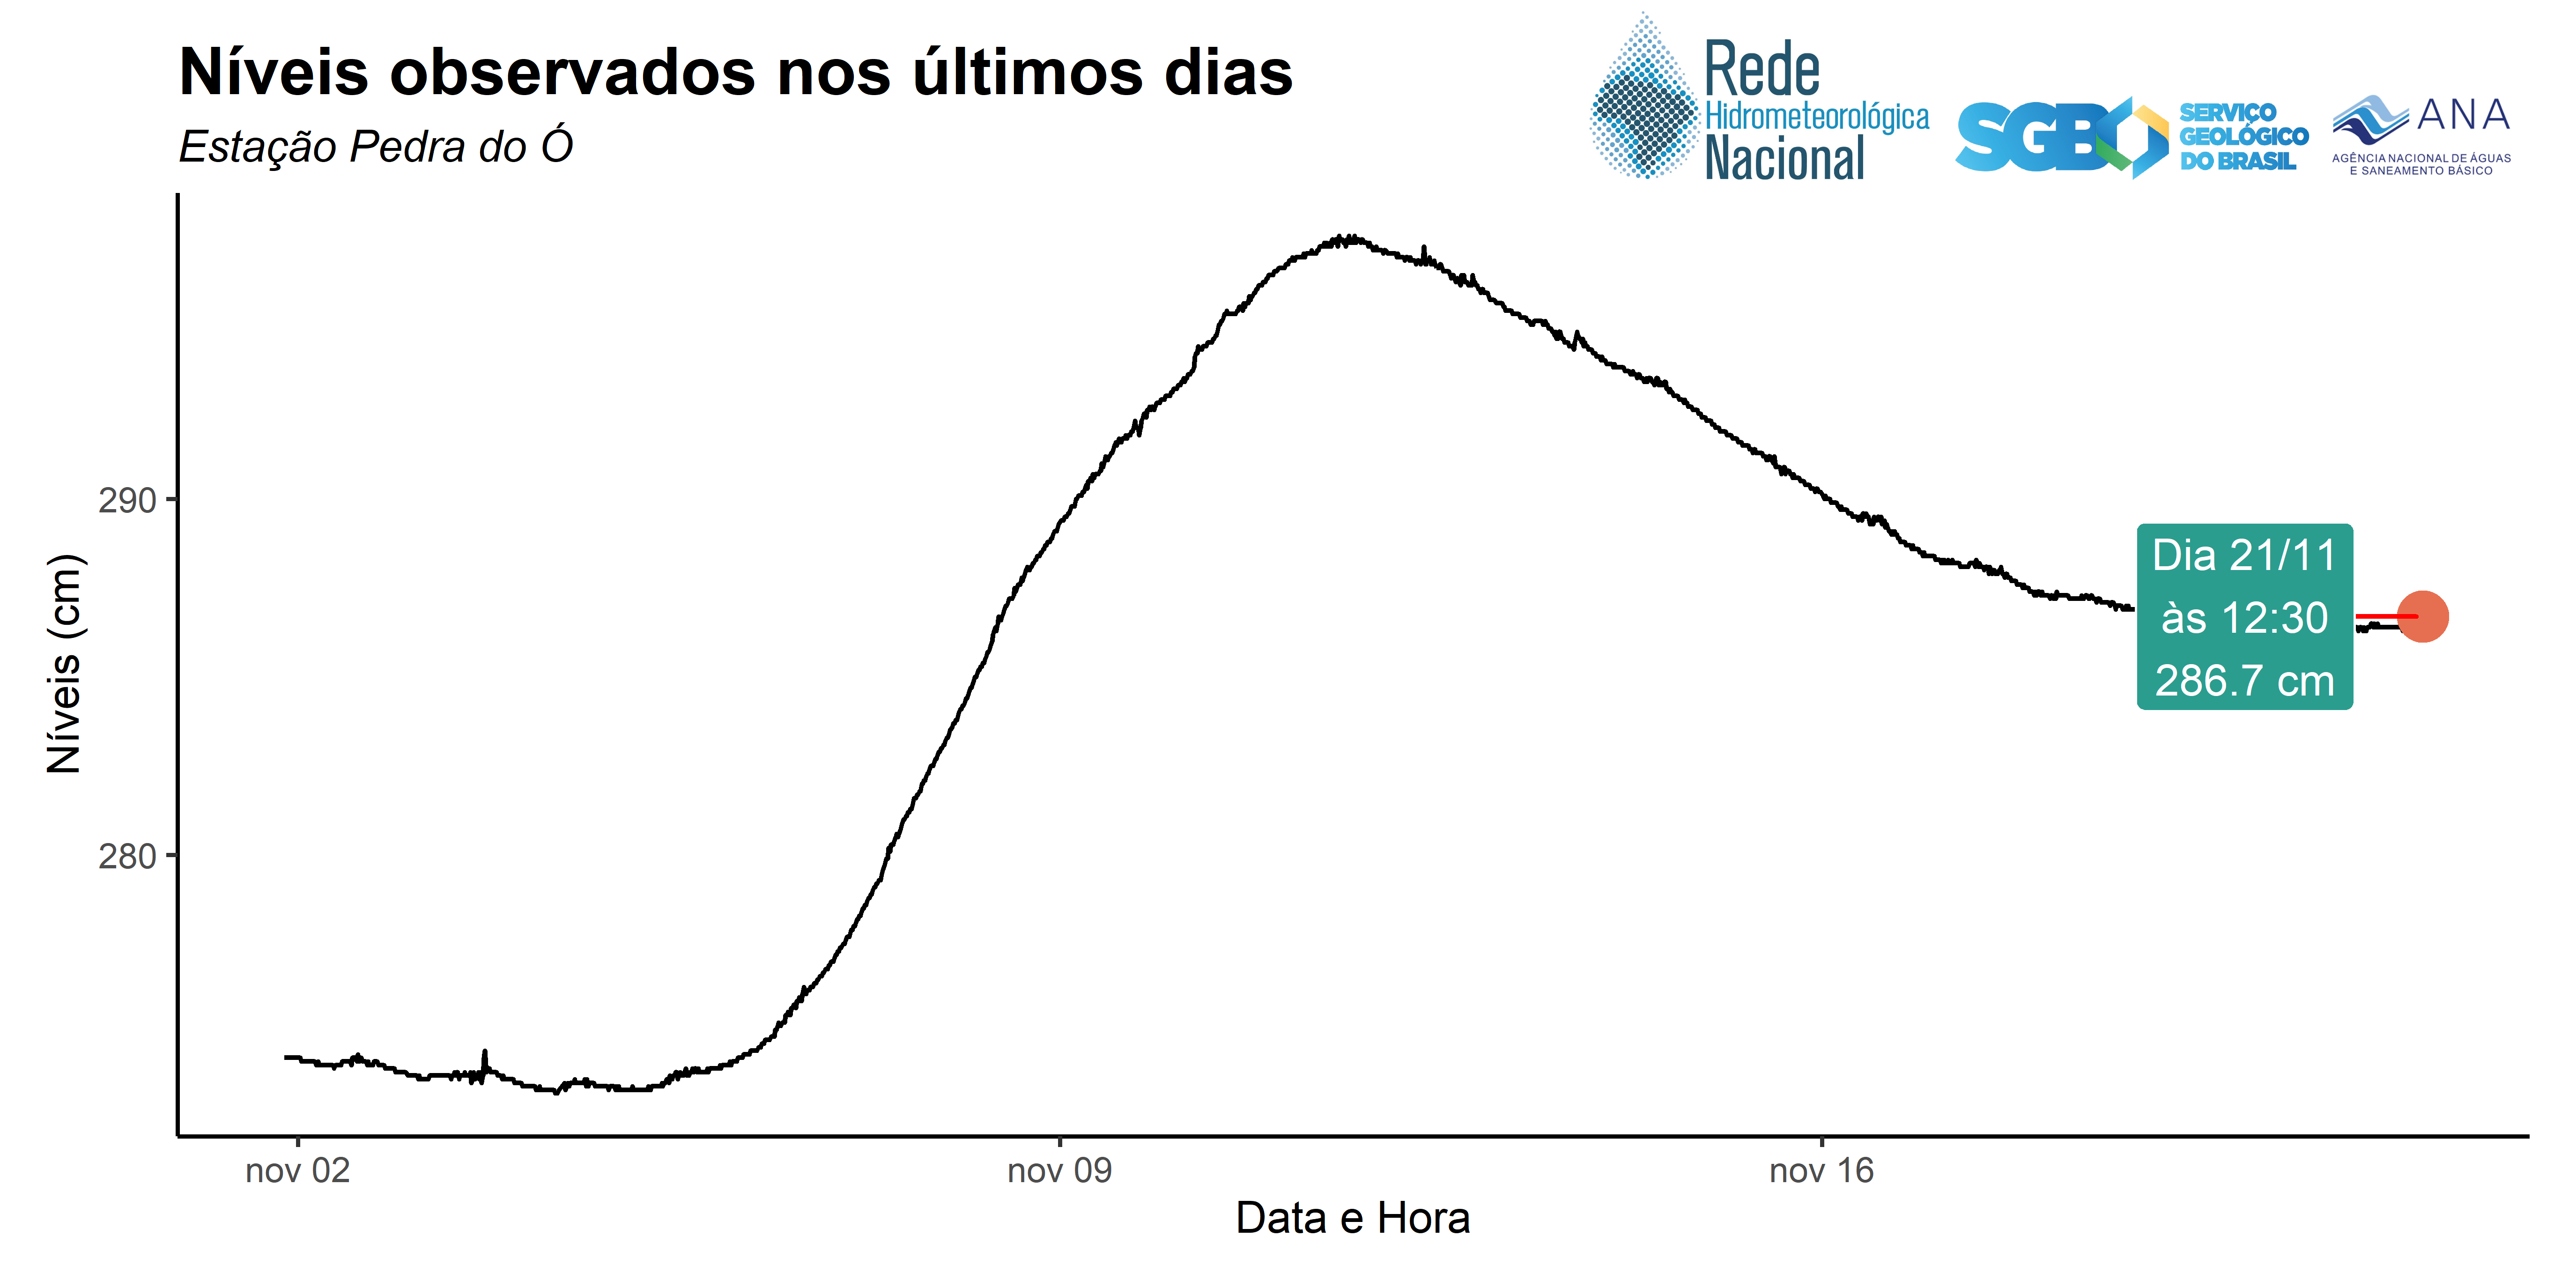 Níveis observados nos últimos dias
Estação Pedra do Ó
Rede
Hidrometeorológica
Nacional
SGB
SERVIÇO
GEOLÓGICO
DO BRASIL
ANA
AGÊNCIA NACIONAL DE ÁGUAS
E SANEAMENTO BÁSICO
Níveis (cm)
290
280
Dia 21/11
às 12:30
286.7 cm
nov 02
nov 09
nov 16
Data e Hora